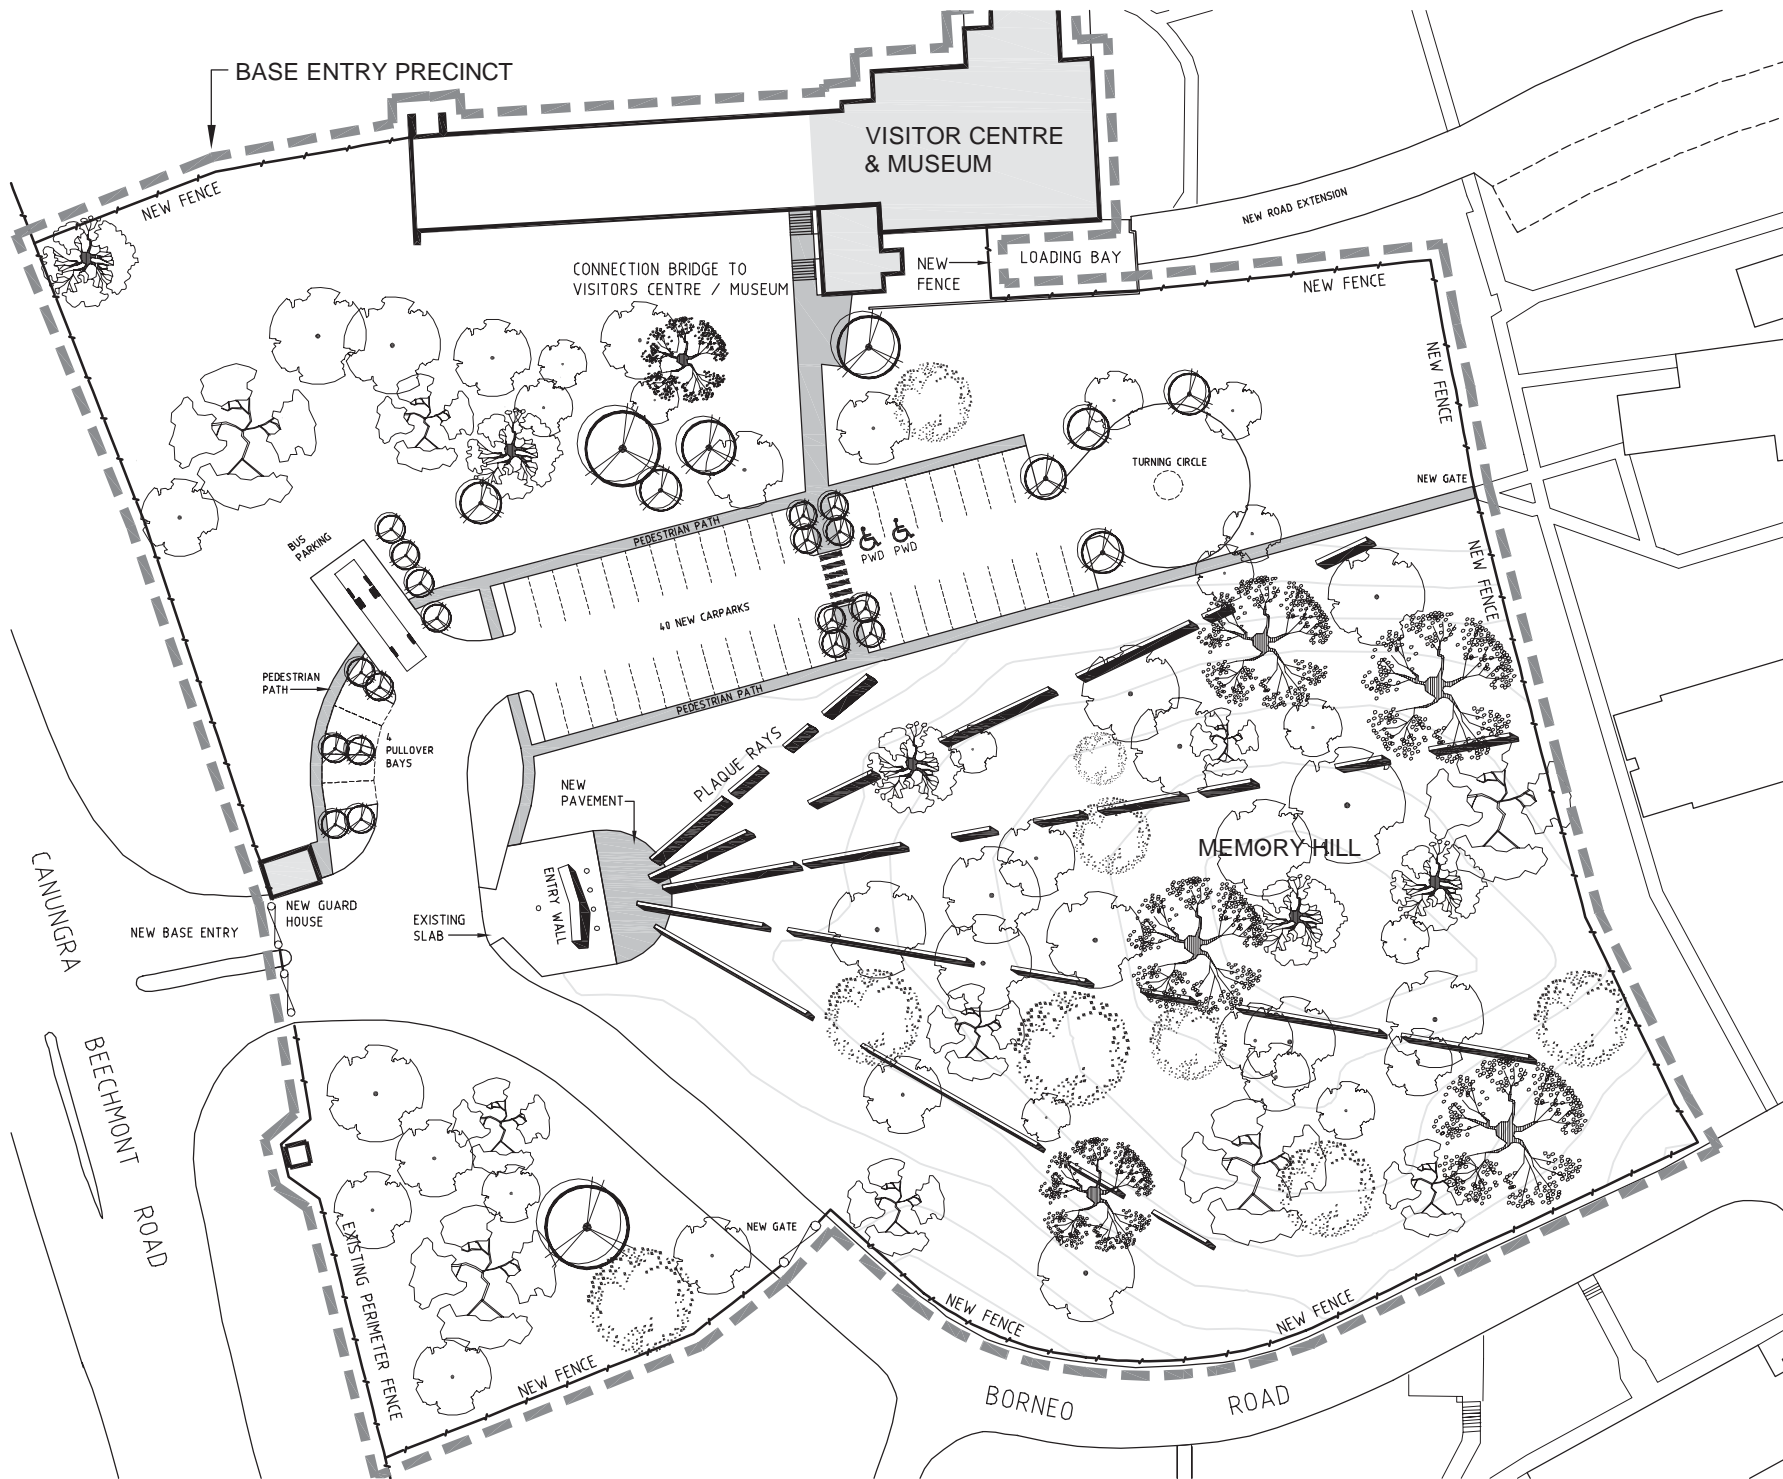 BASE ENTRY PRECINCT
VISITOR CENTRE
& MUSEUM
NEW FENCE
NEW ROAD EXTENSION
LOADING BAY
NEW
FENCE
CONNECTION BRIDGE TO
VISITORS CENTRE / MUSEUM
NEW FENCE
NEW FENCE
TURNING CIRCLE
NEW GATE
PEDESTRIAN PATH
BUS
PARKING
PWD
PWD
NEW FENCE
40 NEW CARPARKS
PEDESTRIAN
PATH
PEDESTRIAN PATH
4
PULLOVER
BAYS
PLAQUE RAYS
NEW
PAVEMENT
MEMORY HILL
CANUNGRA
BEECHMONT
ROAD
ENTRY WALL
NEW GUARD
HOUSE
EXISTING
SLAB
NEW BASE ENTRY
NEW GATE
EXISTING PERIMETER FENCE
NEW FENCE
NEW FENCE
NEW FENCE
BORNEO
ROAD